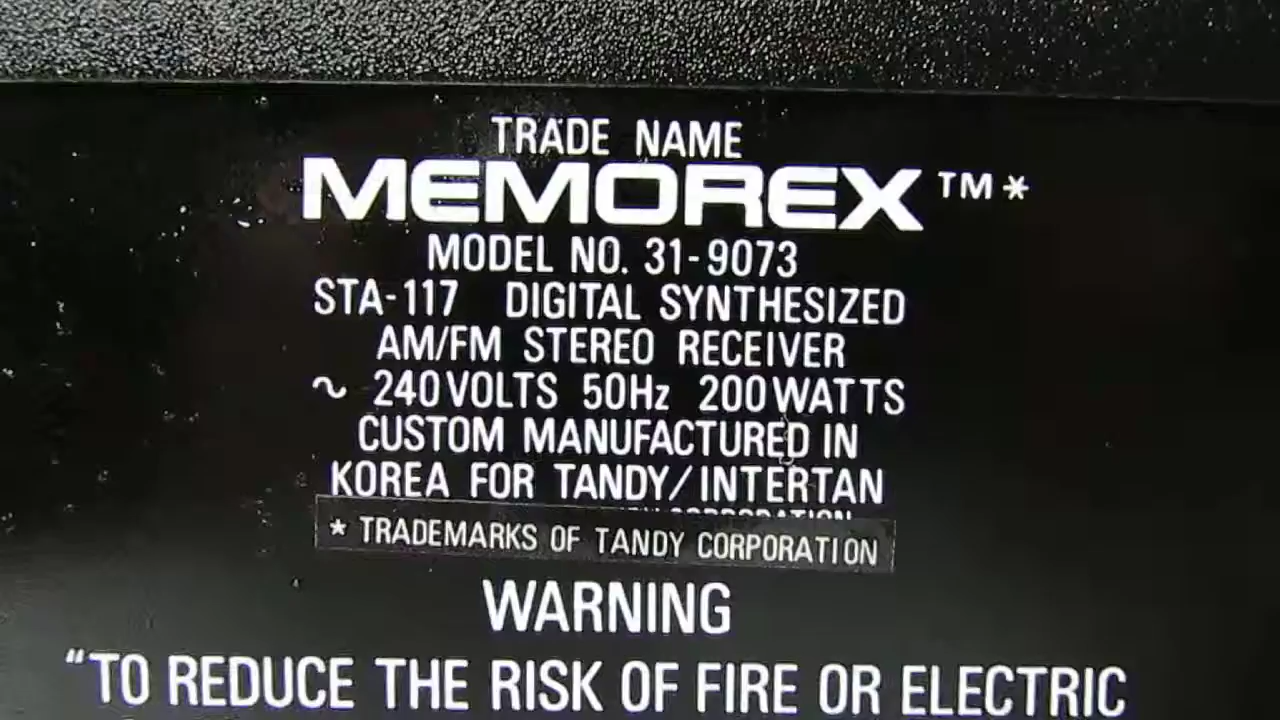 TRADE NAME
MEMOREX TM*
MODEL NO. 31-9073
STA-117 DIGITAL SYNTHESIZED
AM/FM STEREO RECEIVER
~ 240 VOLTS 50Hz 200 WATTS
CUSTOM MANUFACTURED IN
KOREA FOR TANDY/INTERTAN
CORPORATION
* TRADEMARKS OF TANDY CORPORATION
WARNING
“TO REDUCE THE RISK OF FIRE OR ELECTRIC